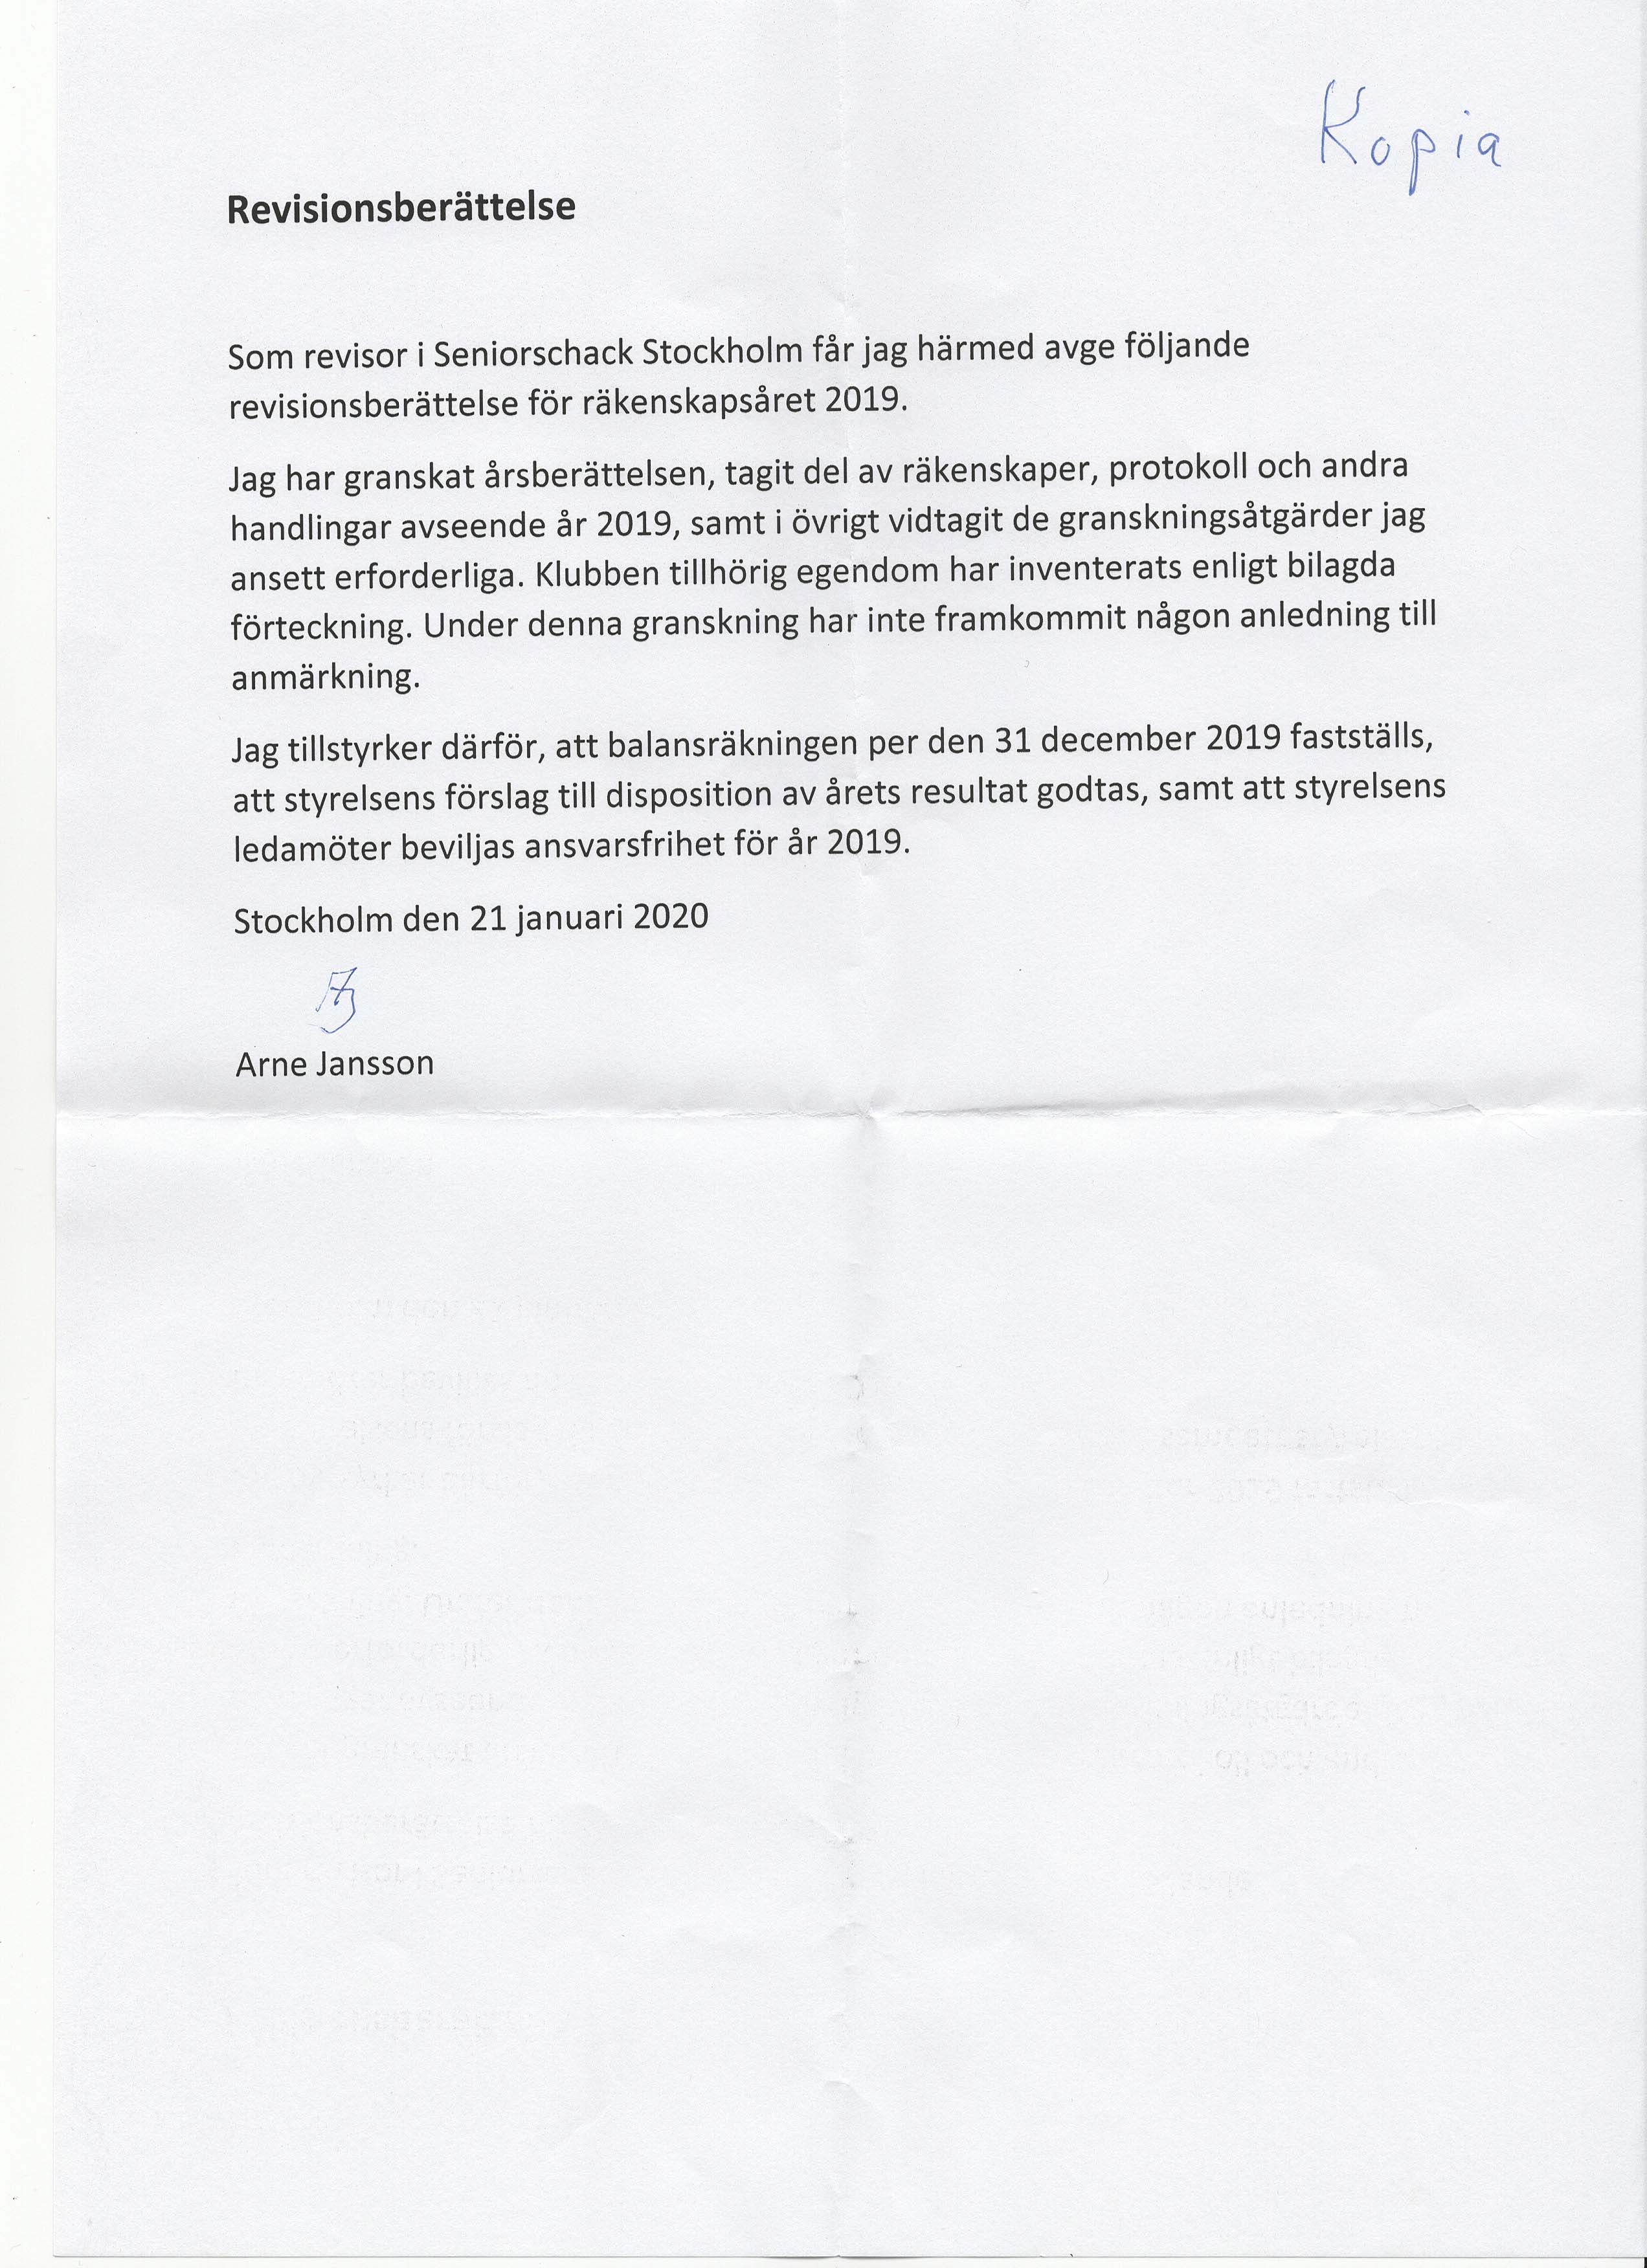 Kopia
Revisionsberättelse
Som revisor i Seniorschack Stockholm får jag härmed avge följande
revisionsberättelse för räkenskapsåret 2019.
Jag har granskat årsberättelsen, tagit del av räkenskaper, protokoll och andra
handlingar avseende år 2019, samt i övrigt vidtagit de granskningsåtgärder jag
ansett erforderliga. Klubben tillhörig egendom har inventerats enligt bilagda
förteckning. Under denna granskning har inte framkommit någon anledning till
anmärkning.
Jag tillstyrker därför, att balansräkningen per den 31 december 2019 fastställs,
att styrelsens förslag till disposition av årets resultat godtas, samt att styrelsens
ledamöter beviljas ansvarsfrihet för år 2019.
Stockholm den 21 januari 2020
Arne Jansson